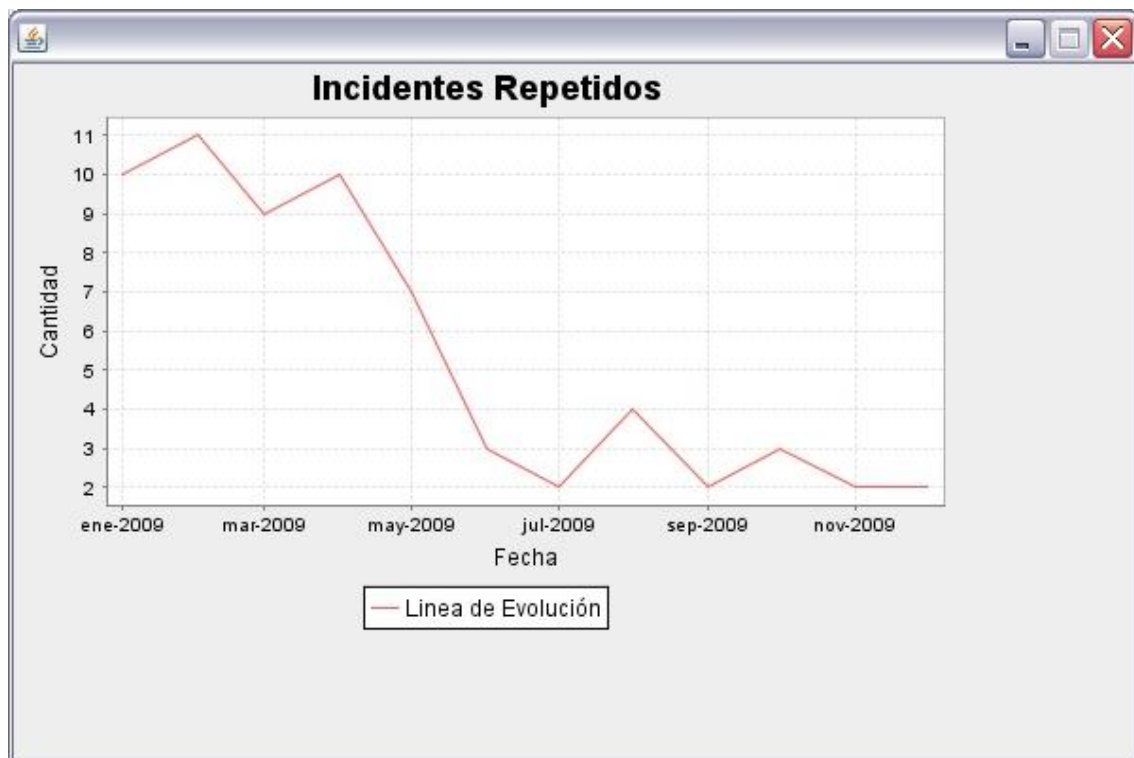 Incidentes Repetidos
11
10
9
8
7
6
5
4
3
2
Cantidad
ene-2009 mar-2009 may-2009 jul-2009 sep-2009 nov-2009
Fecha
Linea de Evolución